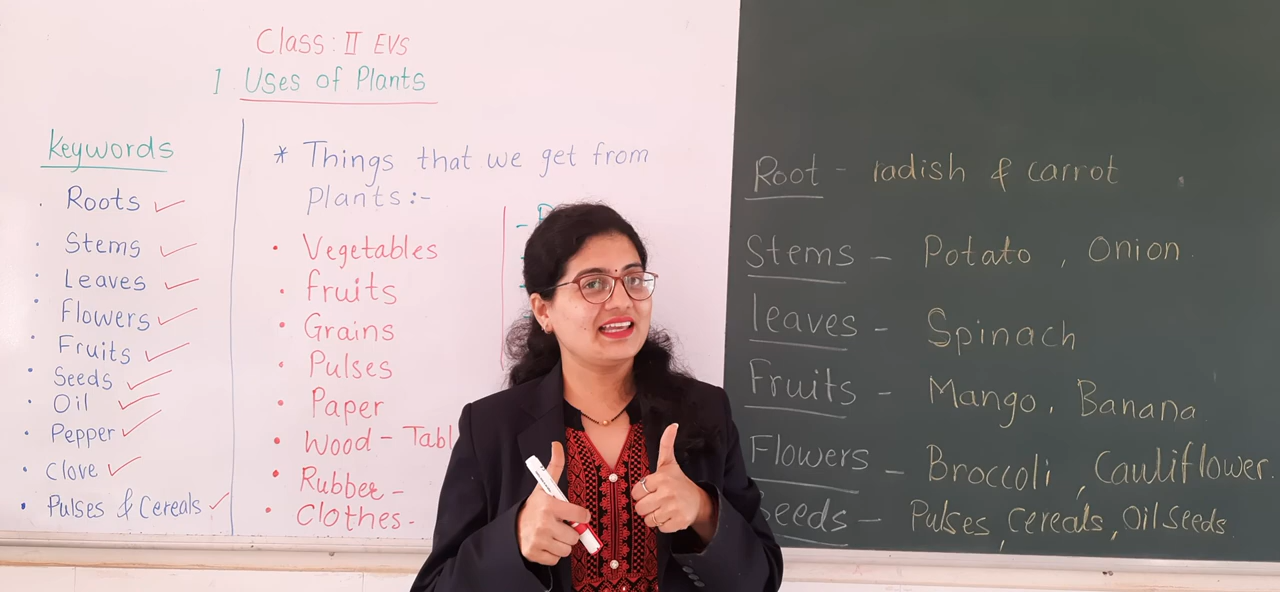 Class: II EVS
I Uses of Plants
Keywords
Roots ✓
Stems ✓
Leaves ✓
Flowers ✓
Fruits ✓
Seeds ✓
Oil ✓
Pepper ✓
Clove ✓
Pulses & Cereals ✓
* Things that we get from
Plants:-
• Vegetables
• fruits
• Grains
• Pulses
• Paper
• Wood - Tabl
• Rubber -
• Clothes -
Root - radish & carrot
Stems - Potato , Onion
leaves - Spinach
Fruits - Mango, Banana
Flowers - Broccoli, Cauliflower.
Seeds - Pulses, Cereals, Oil Seeds